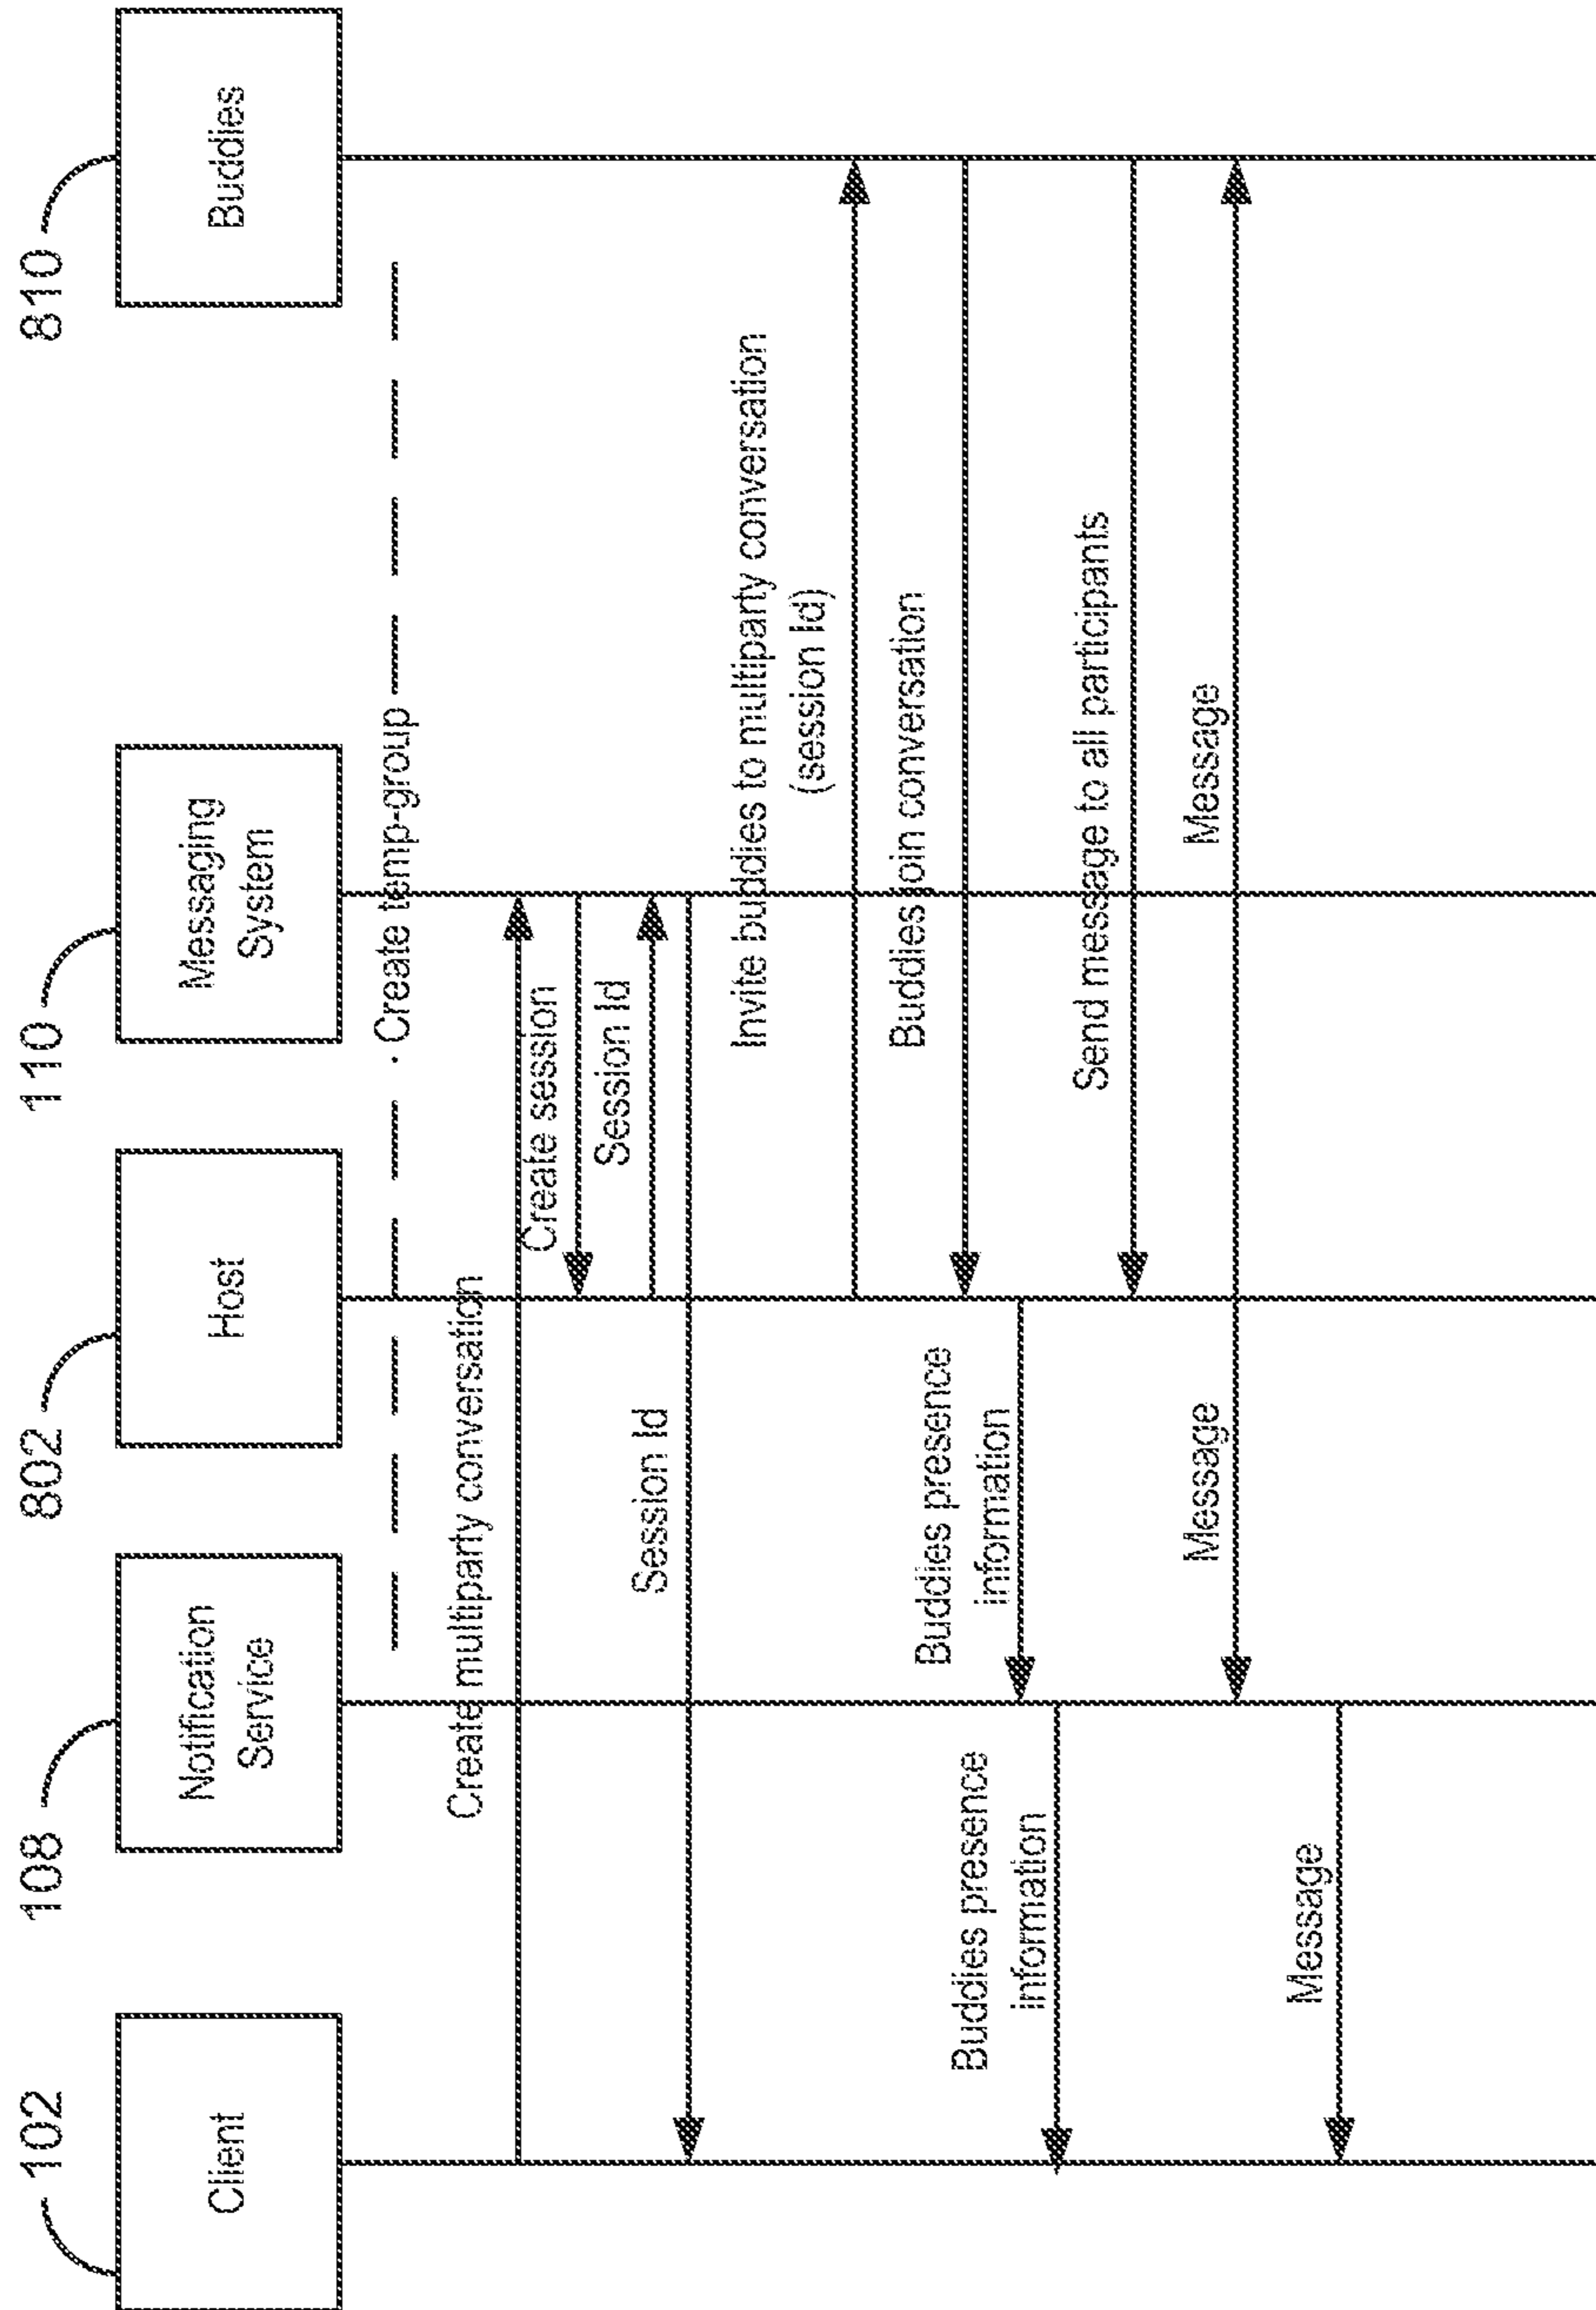 102
108
802
110
810
Client
Notification
Service
Host
Messaging
System
Buddies
Create temp-group
Create multiparty conversation
Create session
Session Id
Session Id
Invite buddies to multiparty conversation
(session Id)
Buddies join conversation
Buddies presence
information
Buddies presence
information
Send message to all participants
Message
Message
Message